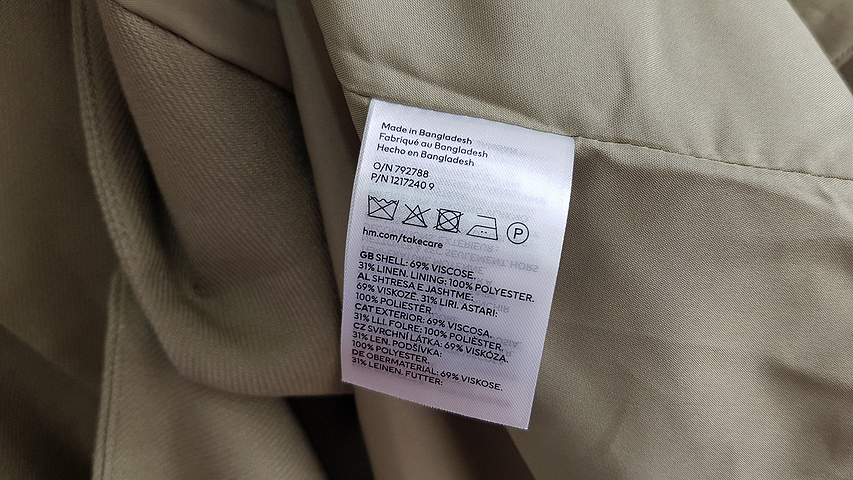 Made in Bangladesh
Fabriqué au Bangladesh
Hecho en Bangladesh
O/N 792788
P/N 1217240 9
P
hm.com/takecare
GB SHELL: 69% VISCOSE.
31% LINEN. LINING: 100% POLYESTER.
AL SHTRESA E JASHTME:
69% VISKOZË. 31% LIRI. ASTARI:
100% POLIESTËR.
CAT EXTERIOR: 69% VISCOSA.
31% LLI. FOLRE: 100% POLIÈSTER.
CZ SVRCHNÍ LÁTKA: 69% VISKÓZA.
31% LEN. PODŠÍVKA:
100% POLYESTER.
DE OBERMATERIAL: 69% VISKOSE.
31% LEINEN. FUTTER: